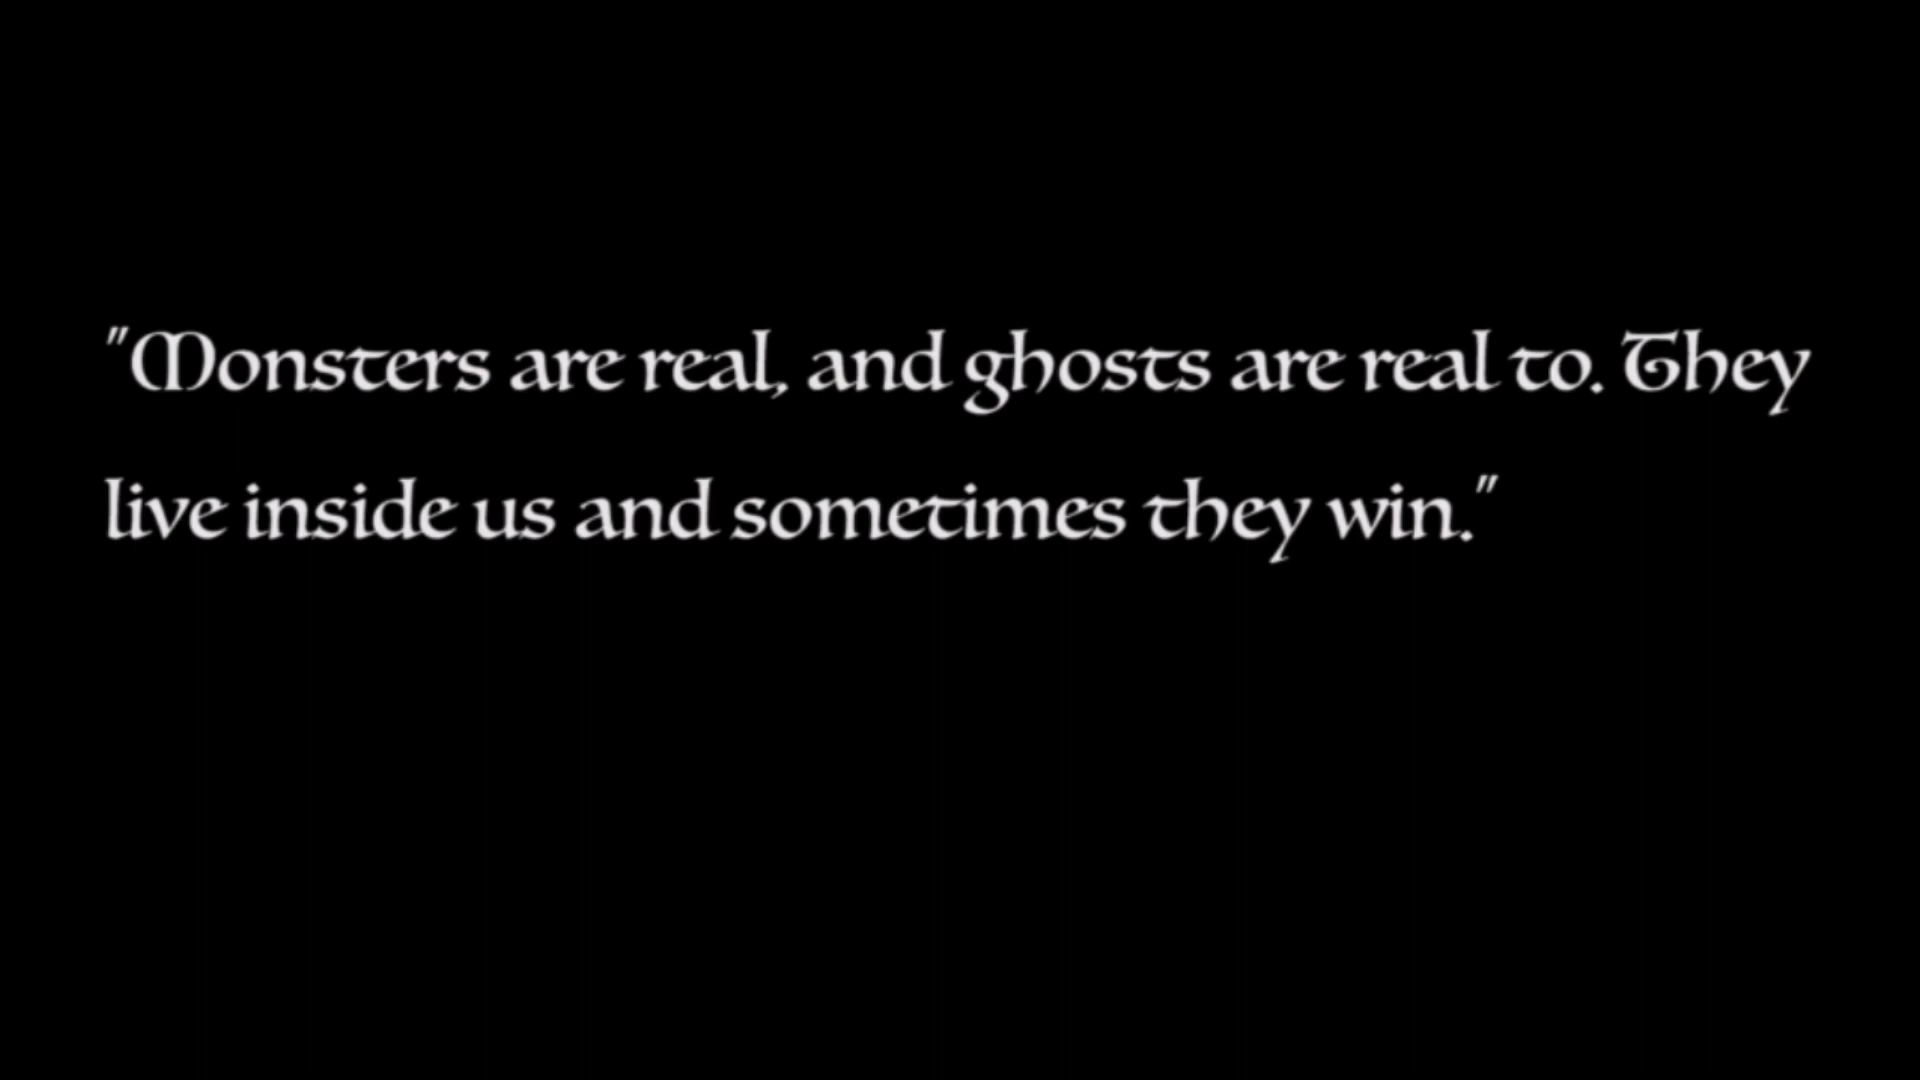 "Monsters are real, and ghosts are real to. They
live inside us and sometimes they win."